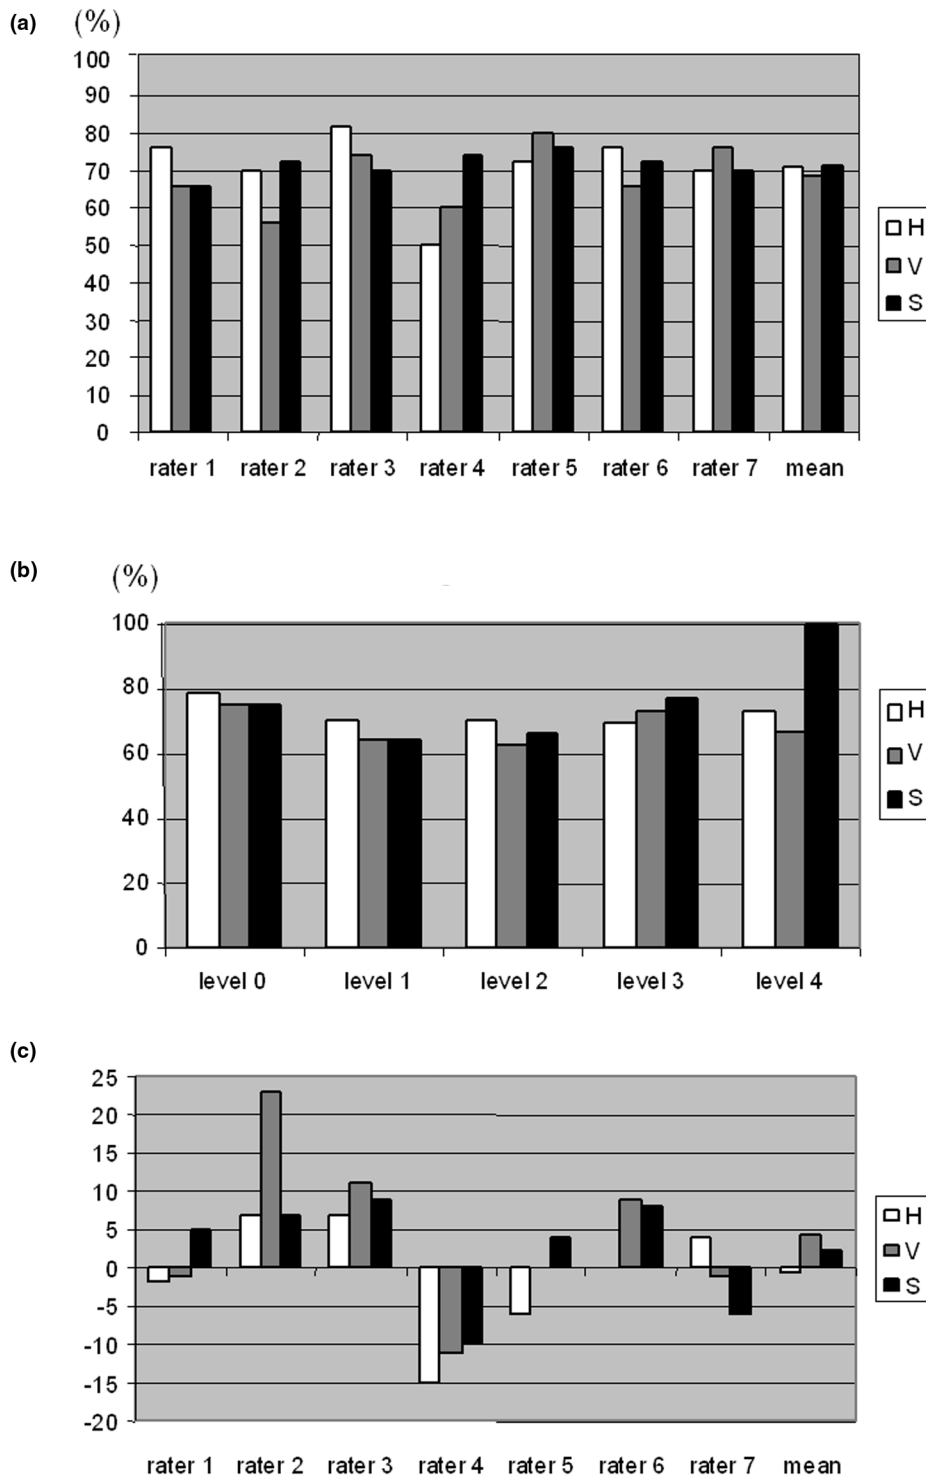 (a)
(%)
100
90
80
70
60
50
40
30
20
10
0
rater 1 rater 2 rater 3 rater 4 rater 5 rater 6 rater 7 mean
H
V
S
(b)
(%)
100
80
60
40
20
0
level 0 level 1 level 2 level 3 level 4
H
V
S
(c)
25
20
15
10
5
0
-5
-10
-15
-20
rater 1 rater 2 rater 3 rater 4 rater 5 rater 6 rater 7 mean
H
V
S